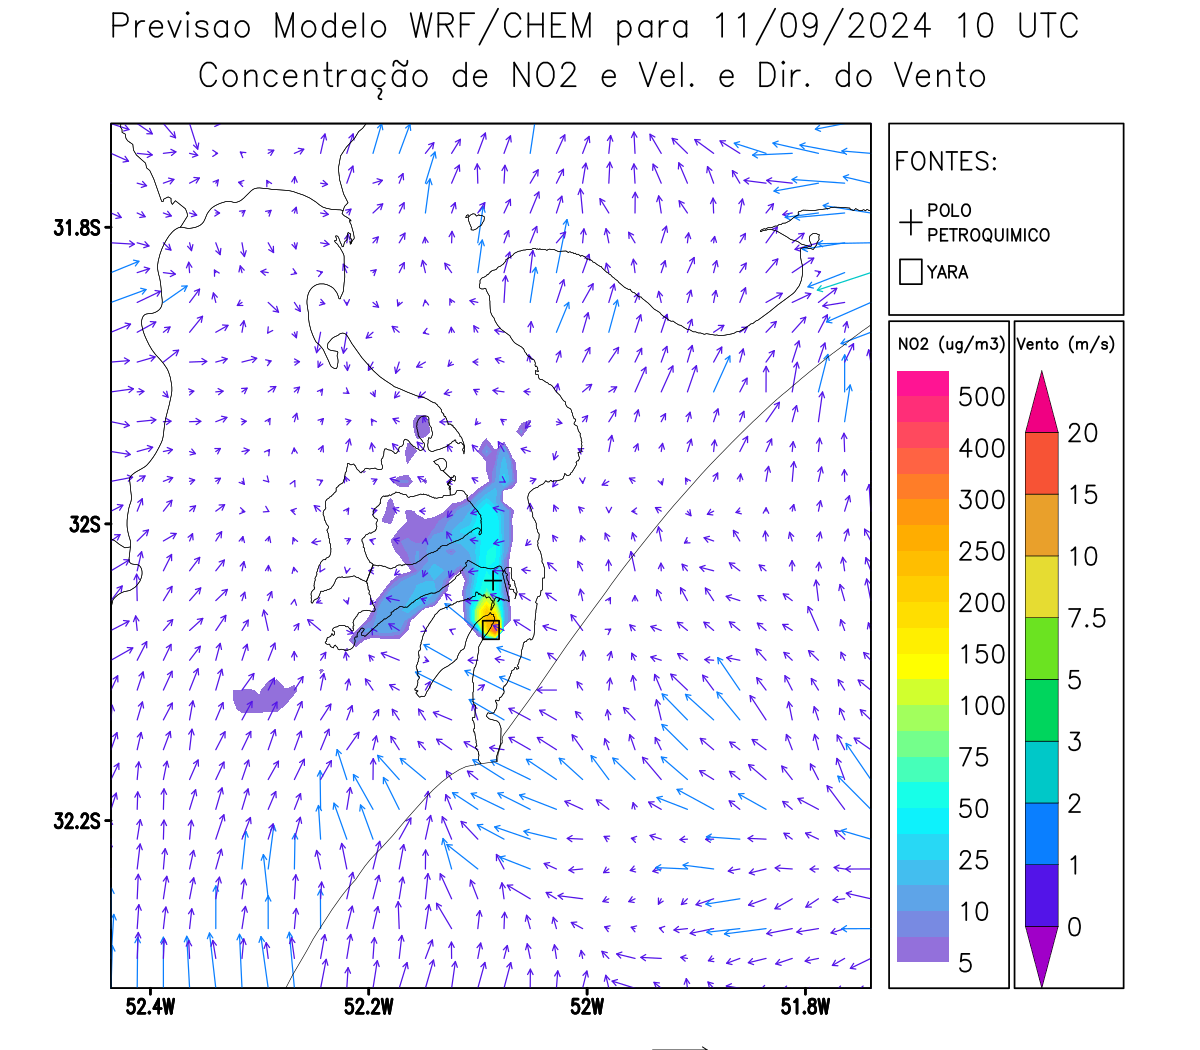 Previsao Modelo WRF/CHEM para 11/09/2024 10 UTC
Concentração de NO2 e Vel. e Dir. do Vento
FONTES:
POLO
PETROQUIMICO
YARA
31.8S
32S
32.2S
52.4W
52.2W
52W
51.8W
NO2 (ug/m3)
500
400
300
250
200
150
100
75
50
25
10
5
Vento (m/s)
20
15
10
7.5
5
3
2
1
0